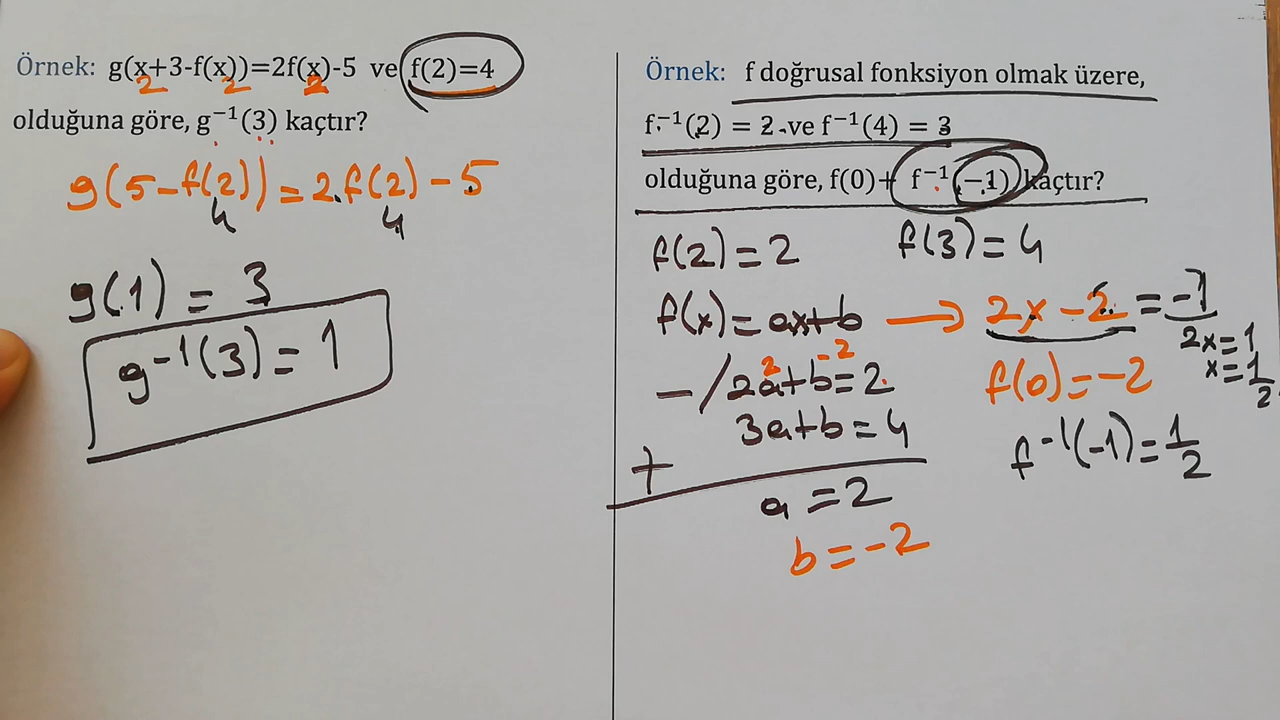 Örnek: g(x+3-f(x))=2f(x)-5 ve f(2)=4
2 2 2
olduğuna göre, g⁻¹(3) kaçtır?
g(5-f(2))=2.f(2)-5
4 4
g(1) = 3
g⁻¹(3) = 1
Örnek: f doğrusal fonksiyon olmak üzere,
f⁻¹(2) = 2 ve f⁻¹(4) = 3
olduğuna göre, f(0)+ f⁻¹(-1) kaçtır?
f(2)=2 f(3)=4
f(x)=ax+b → 2x-2 = -1
2x=1
x=1/2
2 -2
-/2a+b=2 f(0)=-2
3a+b=4 f⁻¹(-1)=1/2
+
a=2
b=-2